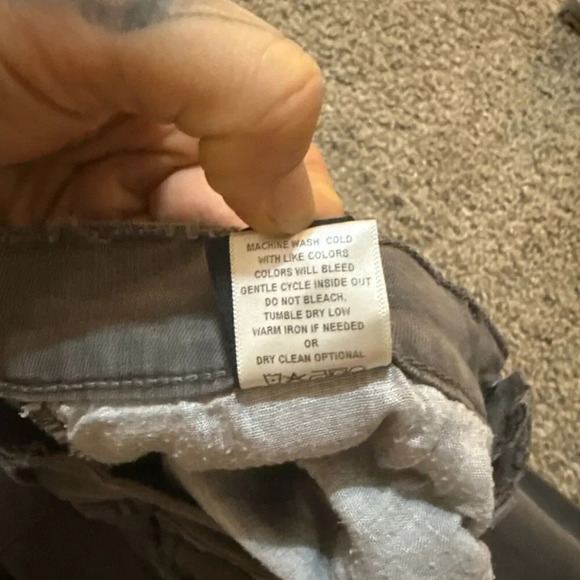 MACHINE WASH COLD
WITH LIKE COLORS
COLORS WILL BLEED
GENTLE CYCLE INSIDE OUT
DO NOT BLEACH,
TUMBLE DRY LOW
WARM IRON IF NEEDED
OR
DRY CLEAN OPTIONAL